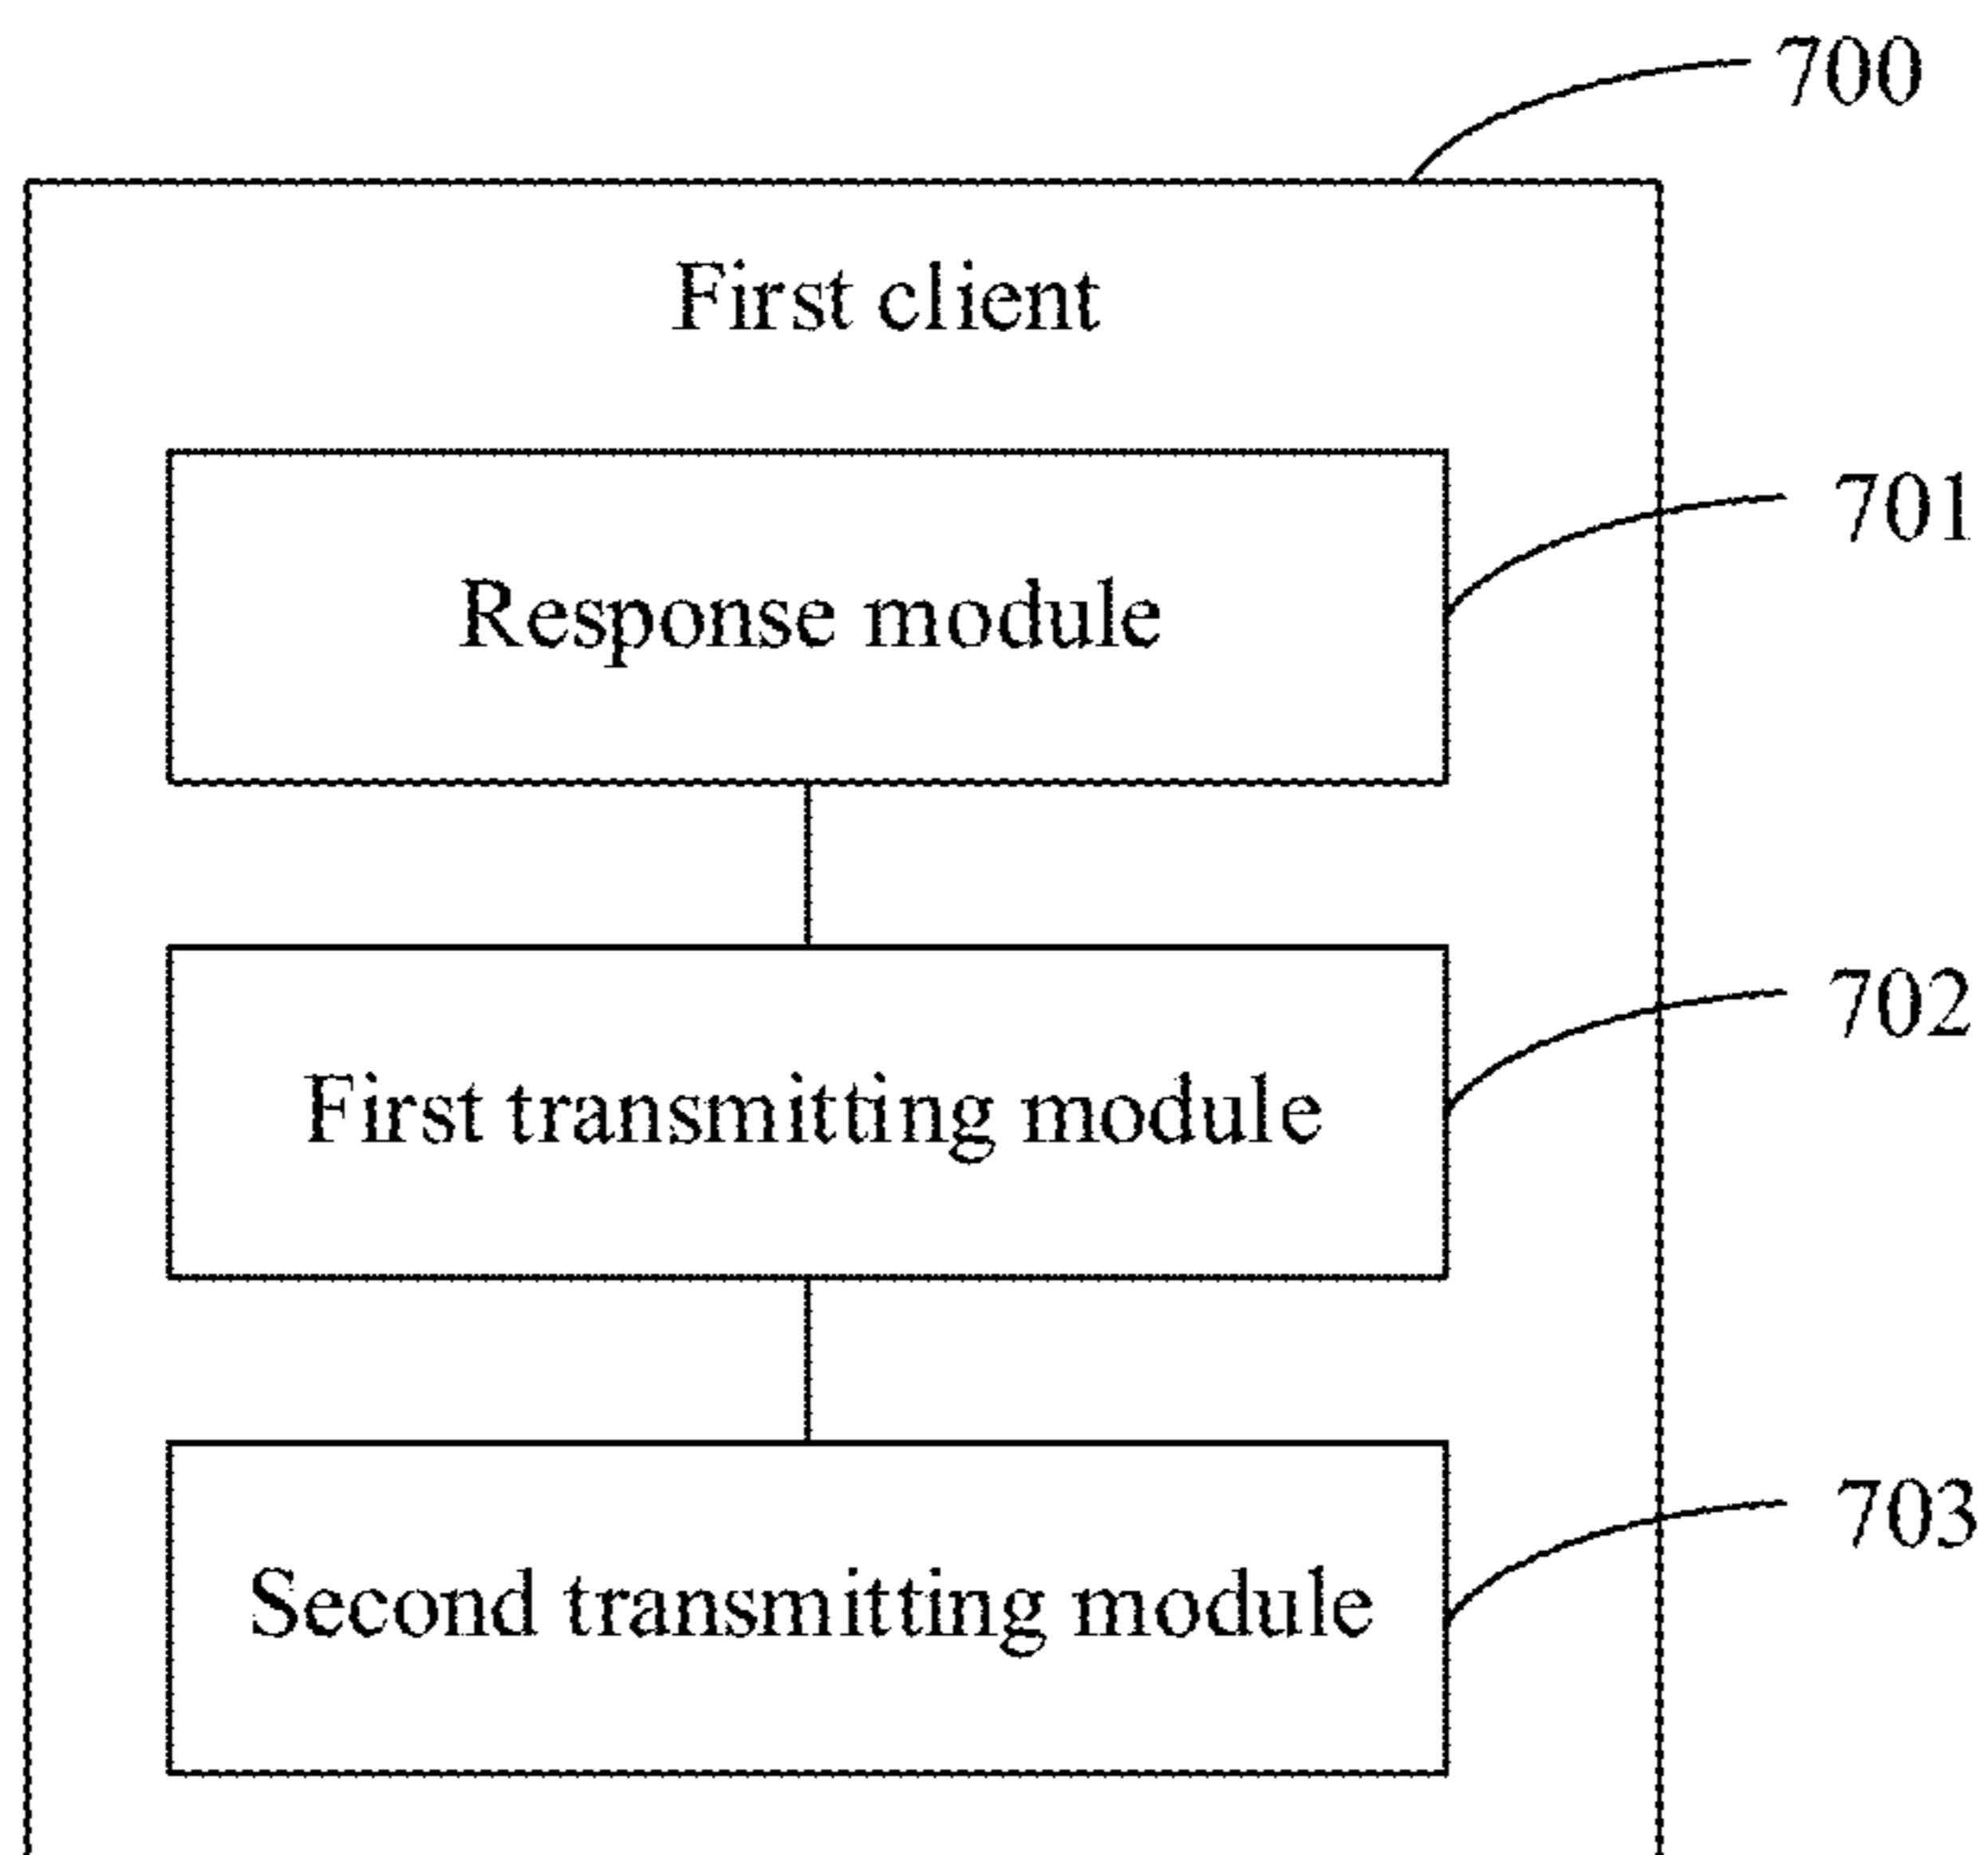 700
First client
701
Response module
702
First transmitting module
703
Second transmitting module